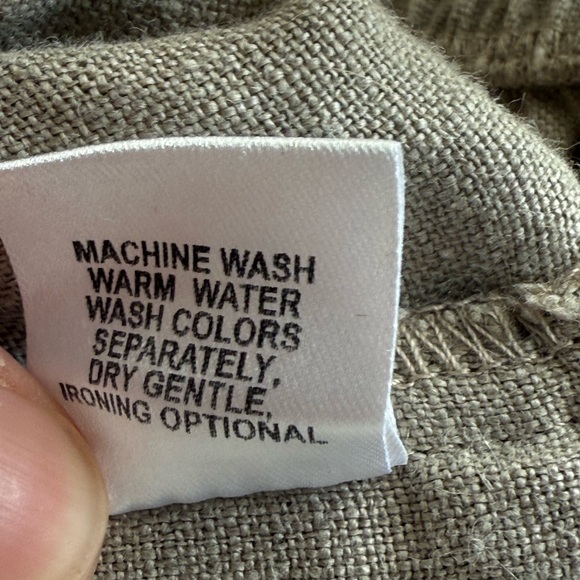 MACHINE WASH
WARM WATER
WASH COLORS
SEPARATELY,
DRY GENTLE,
IRONING OPTIONAL